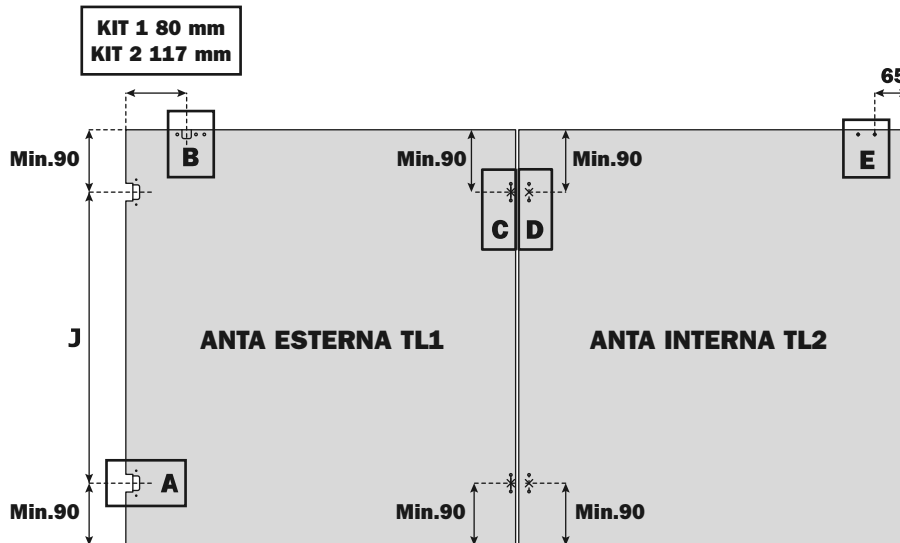 KIT 1 80 mm
KIT 2 117 mm
65
Min.90
B
Min.90
Min.90
E
C
D
J
ANTA ESTERNA TL1
ANTA INTERNA TL2
A
Min.90
Min.90
Min.90